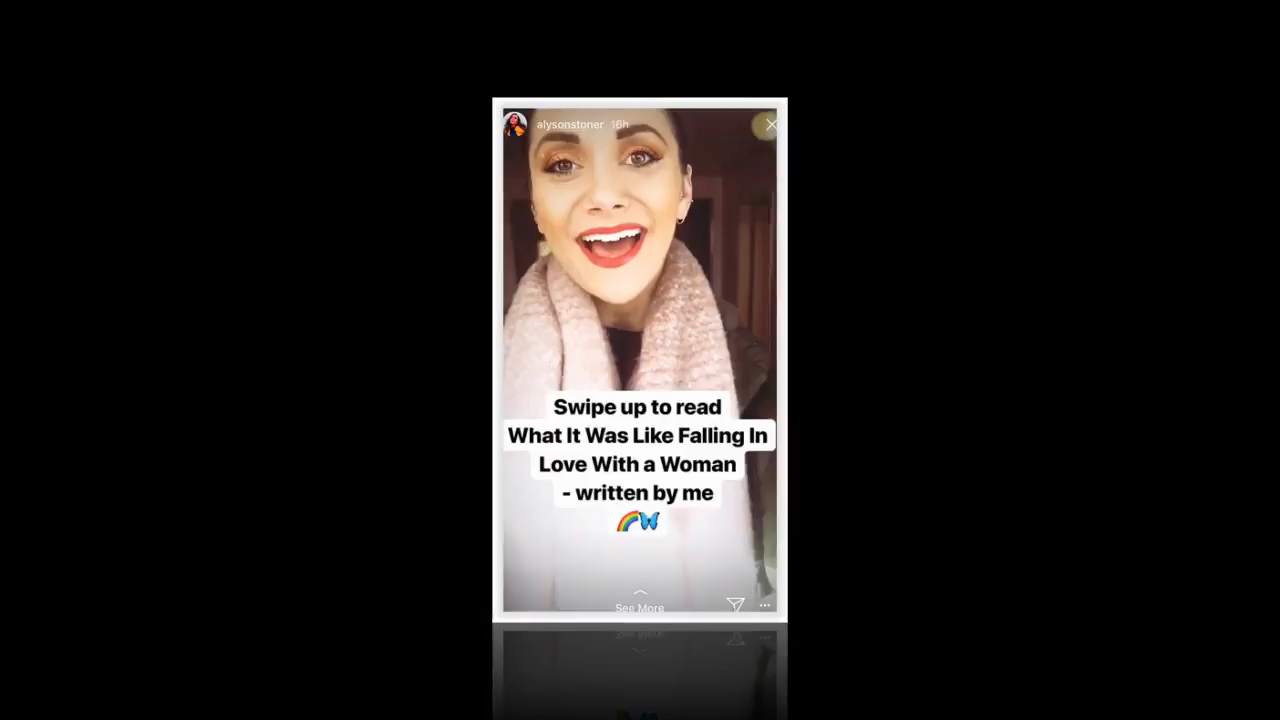 alysonstoner 16h
Swipe up to read
What It Was Like Falling In
Love With a Woman
- written by me
🌈🦋
See More